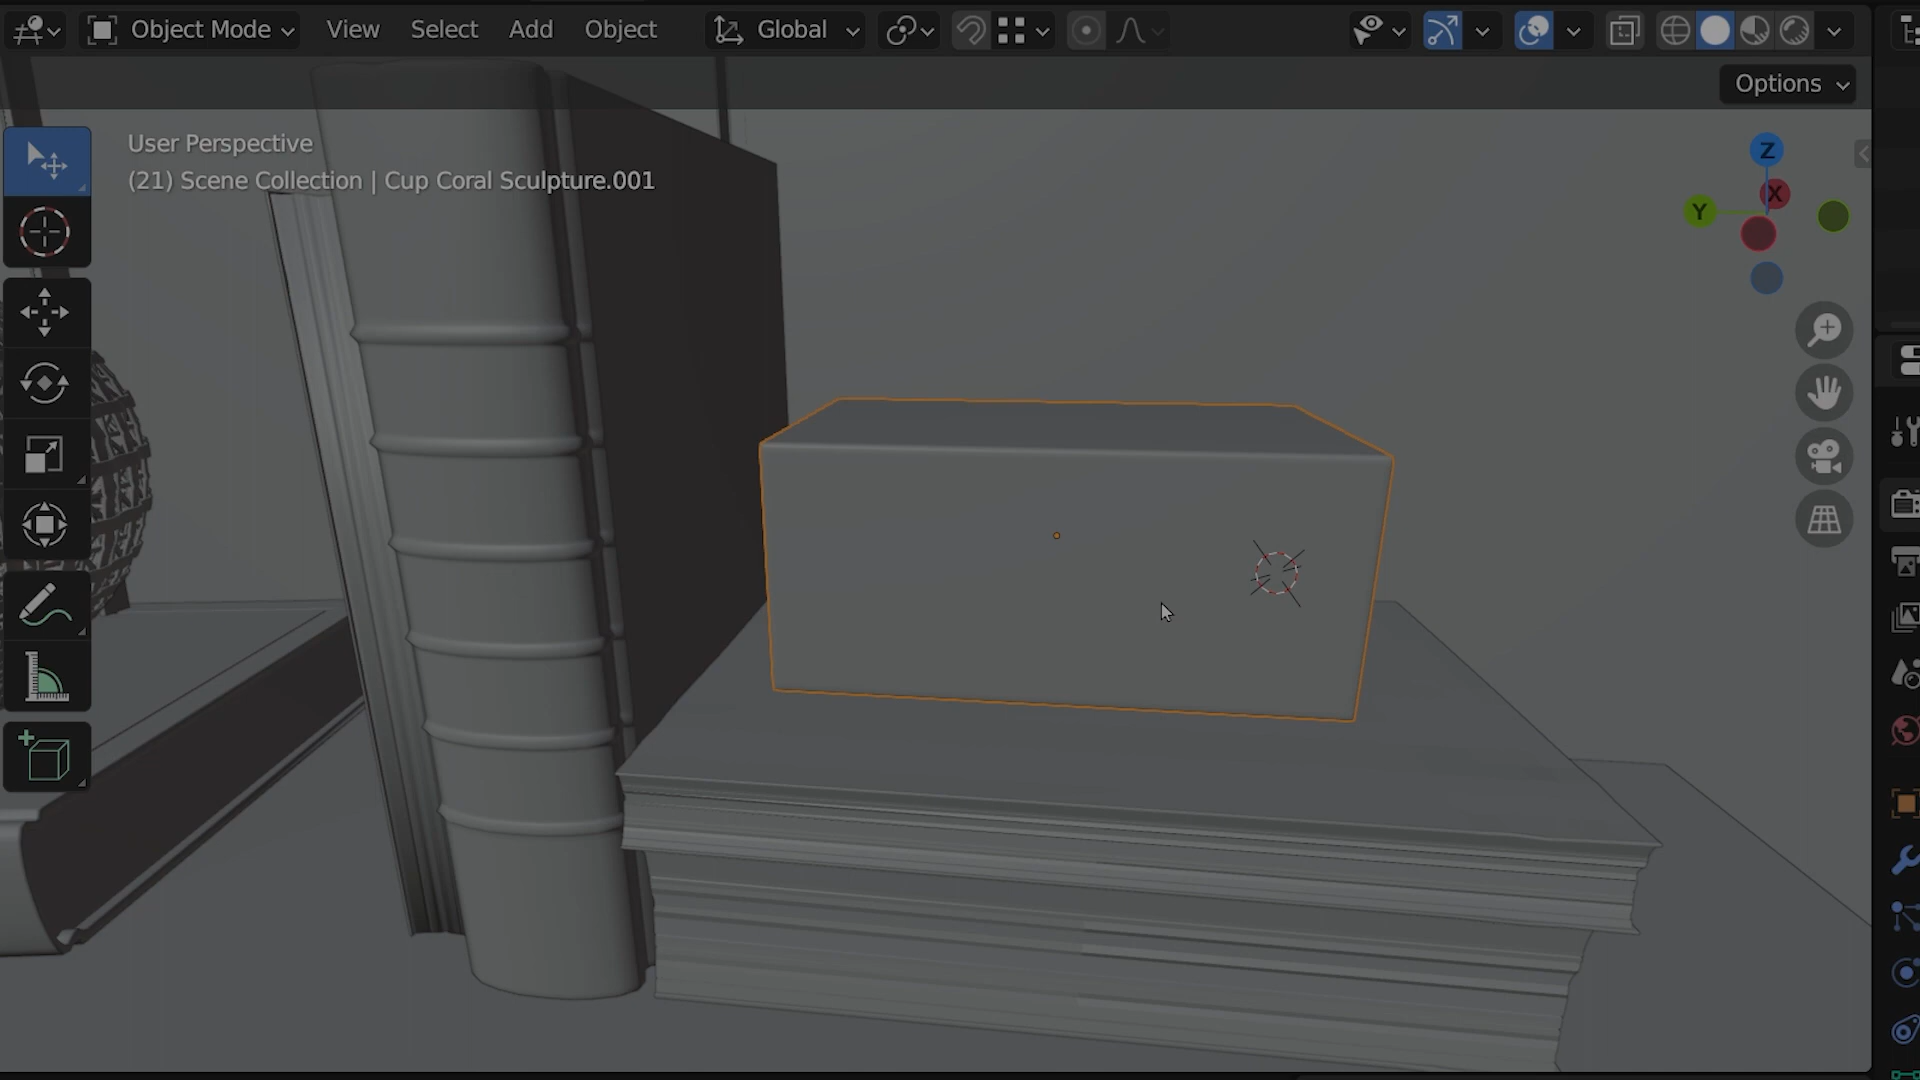 Object Mode View Select Add Object Global
Options
User Perspective
(21) Scene Collection | Cup Coral Sculpture.001
Z
X
Y